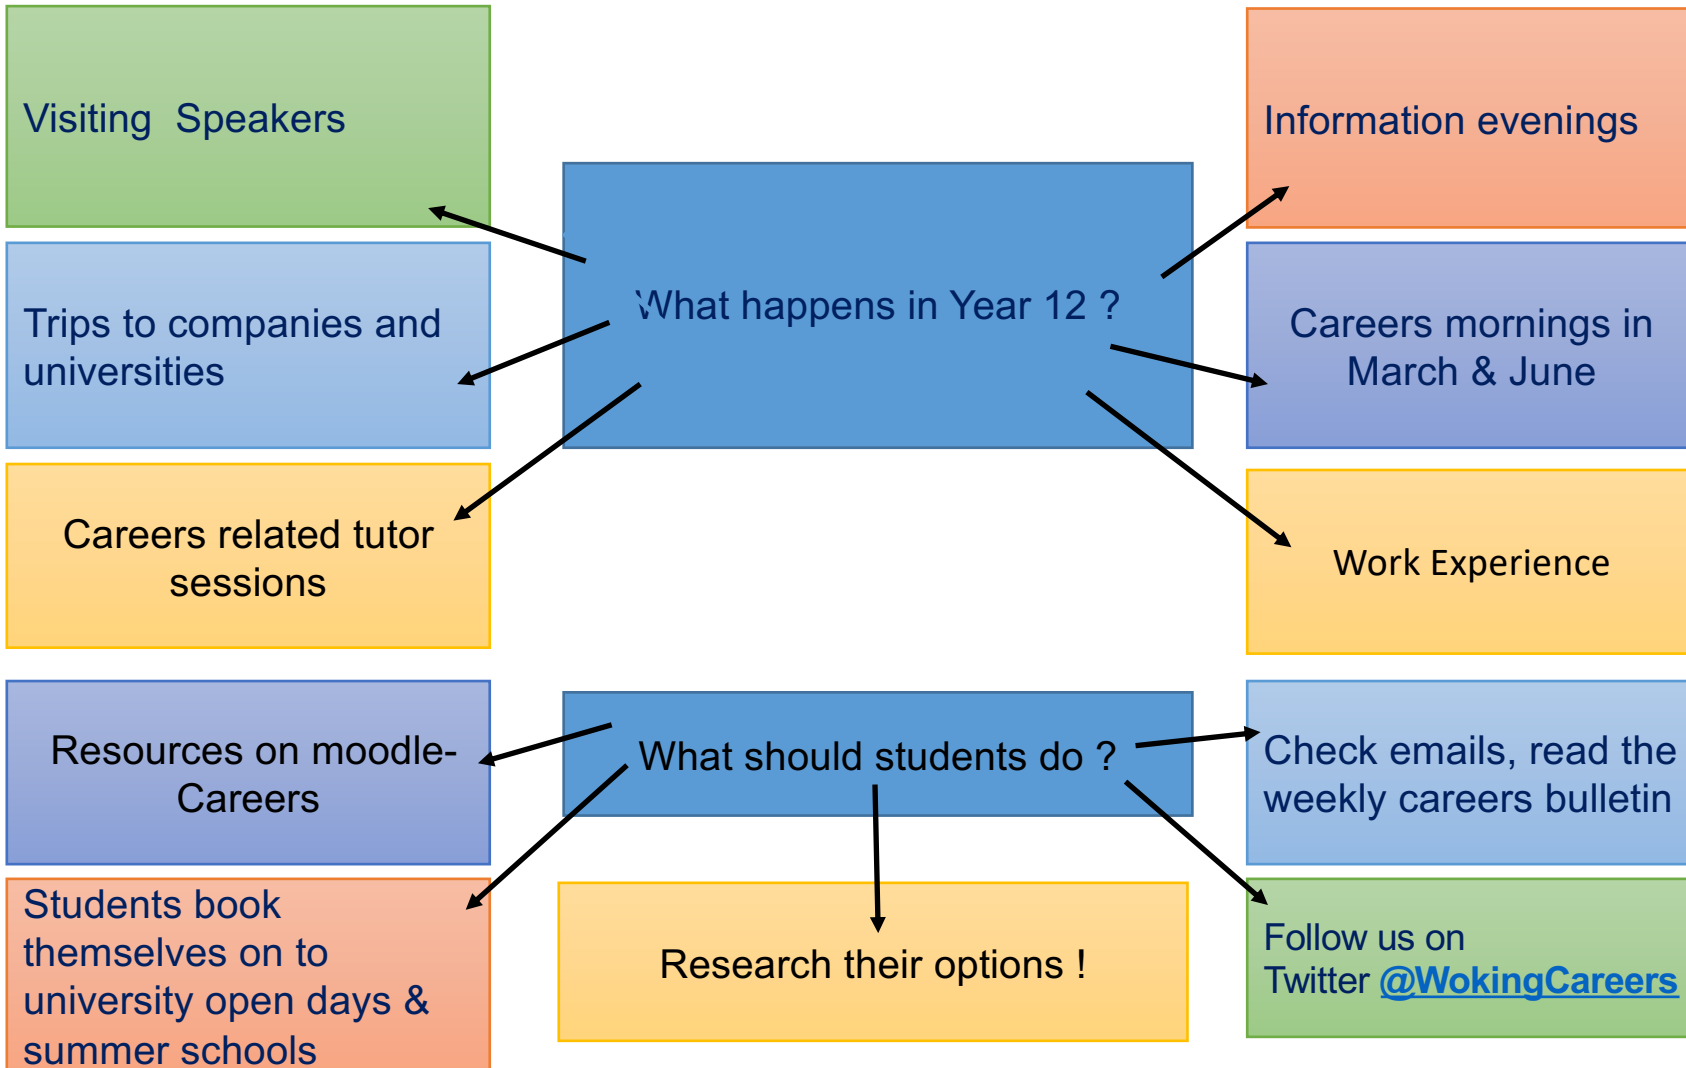 Visiting  Speakers
Information evenings
What happens in Year 12 ?
Trips to companies and
universities
Careers mornings in
March & June
Careers related tutor
sessions
Work Experience
Resources on moodle-
Careers
What should students do ?
Check emails, read the
weekly careers bulletin
Students book
themselves on to
university open days &
summer schools
Research their options !
Follow us on
Twitter @WokingCareers